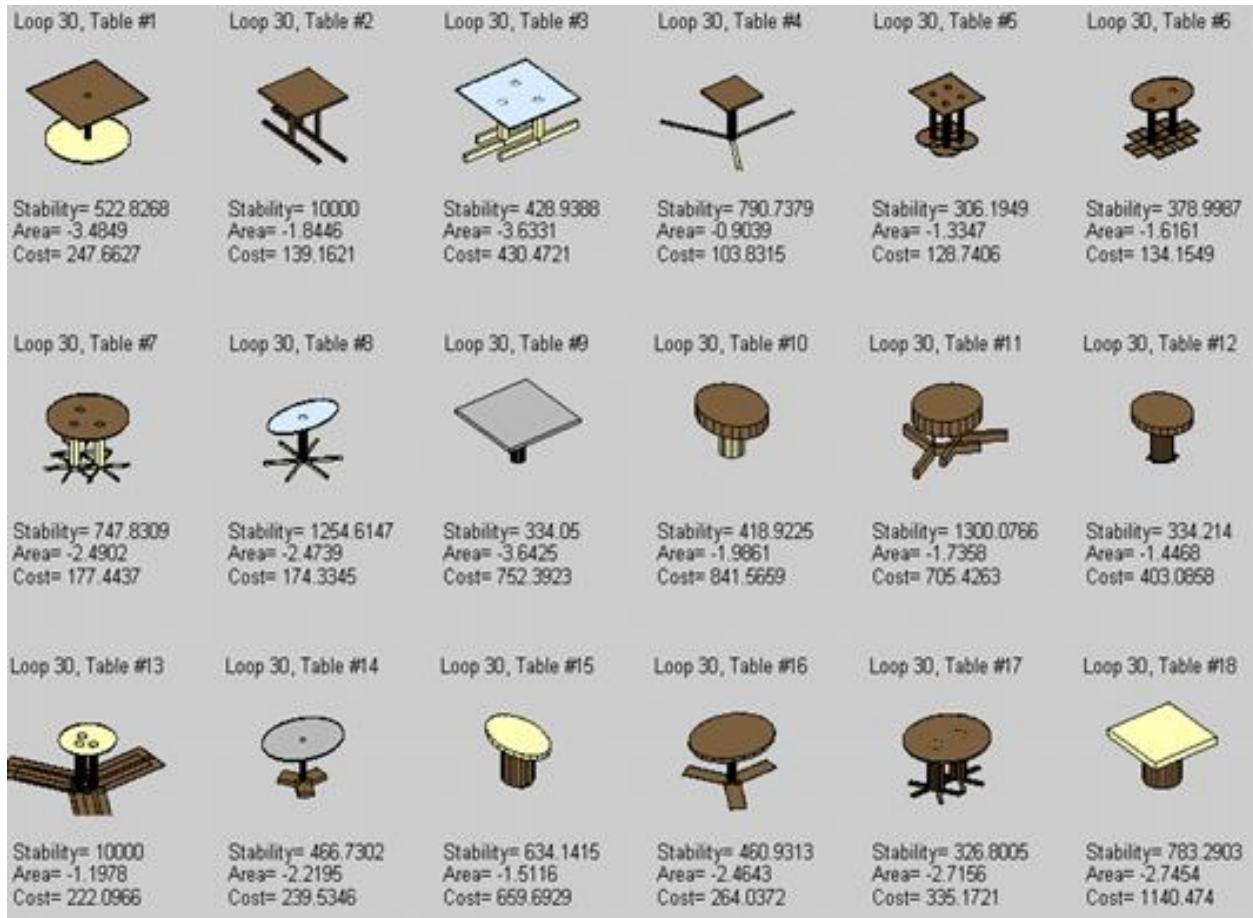 Loop 30, Table #1
Loop 30, Table #2
Loop 30, Table #3
Loop 30, Table #4
Loop 30, Table #5
Loop 30, Table #6
Stability= 522.8268
Area= -3.4849
Cost= 247.6627
Stability= 10000
Area= -1.8446
Cost= 139.1621
Stability= 428.9388
Area= -3.6331
Cost= 430.4721
Stability= 790.7379
Area= -0.9039
Cost= 103.8315
Stability= 306.1949
Area= -1.3347
Cost= 128.7406
Stability= 378.9987
Area= -1.6161
Cost= 134.1549
Loop 30, Table #7
Loop 30, Table #8
Loop 30, Table #9
Loop 30, Table #10
Loop 30, Table #11
Loop 30, Table #12
Stability= 747.8309
Area= -2.4902
Cost= 177.4437
Stability= 1254.6147
Area= -2.4739
Cost= 174.3345
Stability= 334.05
Area= -3.6425
Cost= 752.3923
Stability= 418.9225
Area= -1.9861
Cost= 841.5659
Stability= 1300.0766
Area= -1.7358
Cost= 705.4263
Stability= 334.214
Area= -1.4468
Cost= 403.0858
Loop 30, Table #13
Loop 30, Table #14
Loop 30, Table #15
Loop 30, Table #16
Loop 30, Table #17
Loop 30, Table #18
Stability= 10000
Area= -1.1978
Cost= 222.0966
Stability= 466.7302
Area= -2.2195
Cost= 239.5346
Stability= 634.1415
Area= -1.5116
Cost= 659.6929
Stability= 460.9313
Area= -2.4643
Cost= 264.0372
Stability= 326.8005
Area= -2.7156
Cost= 335.1721
Stability= 783.2903
Area= -2.7454
Cost= 1140.474